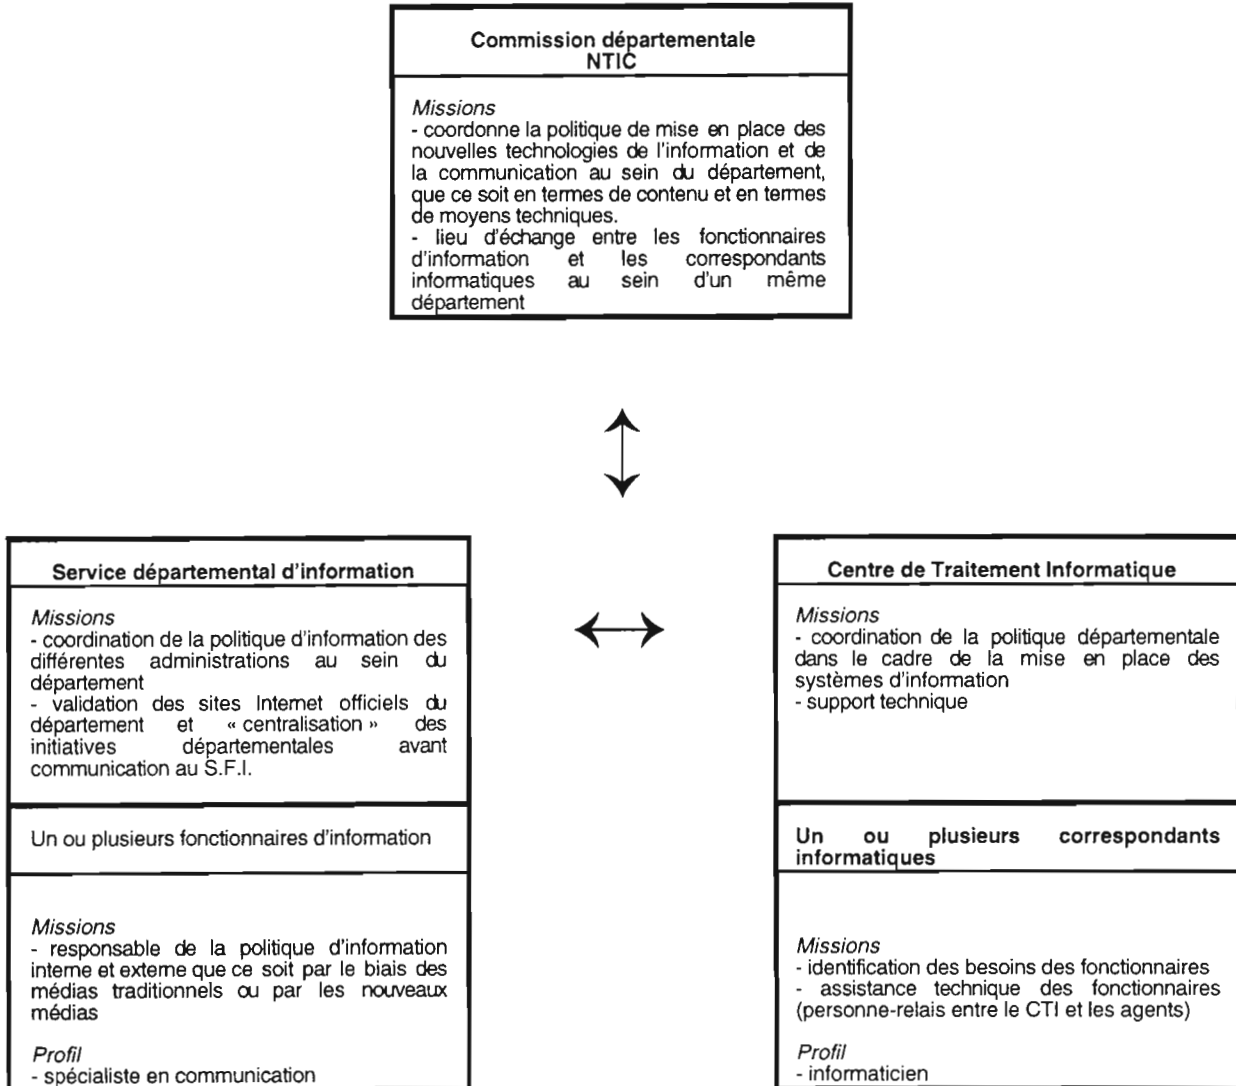 Commission départementale
NTIC
Missions
- coordonne la politique de mise en place des
nouvelles technologies de l'information et de
la communication au sein du département,
que ce soit en termes de contenu et en termes
de moyens techniques.
- lieu d'échange entre les fonctionnaires
d'information et les correspondants
informatiques au sein d'un même
département
Service départemental d'information
Missions
- coordination de la politique d'information des
différentes administrations au sein du
département
- validation des sites Internet officiels du
département et « centralisation » des
initiatives départementales avant
communication au S.F.I.
Un ou plusieurs fonctionnaires d'information
Missions
- responsable de la politique d'information
interne et externe que ce soit par le biais des
médias traditionnels ou par les nouveaux
médias
Profil
- spécialiste en communication
Centre de Traitement Informatique
Missions
- coordination de la politique départementale
dans le cadre de la mise en place des
systèmes d'information
- support technique
Un ou plusieurs correspondants
informatiques
Missions
- identification des besoins des fonctionnaires
- assistance technique des fonctionnaires
(personne-relais entre le CTI et les agents)
Profil
- informaticien